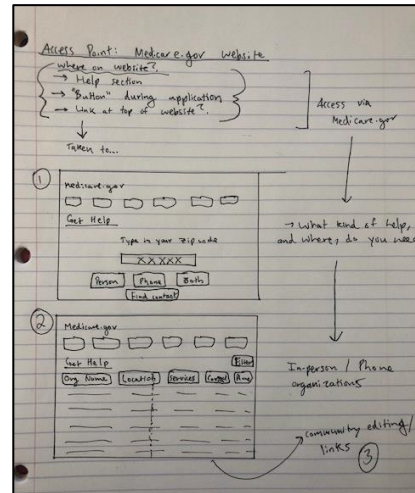 Access Point: Medicare.gov website
Where on website?
→ Help section
→ "Button" during application
→ Link at top of website?
Access via
Medicare.gov
Taken to...
①
Medicare.gov
Get Help
Type in your zip code
XXXXX
Person Phone Both
Find contact
→ What kind of help,
and where, do you need
②
Medicare.gov
Get Help Filter
Org Name Location Services Contact
In-person / Phone
organizations
community editing/
links ③